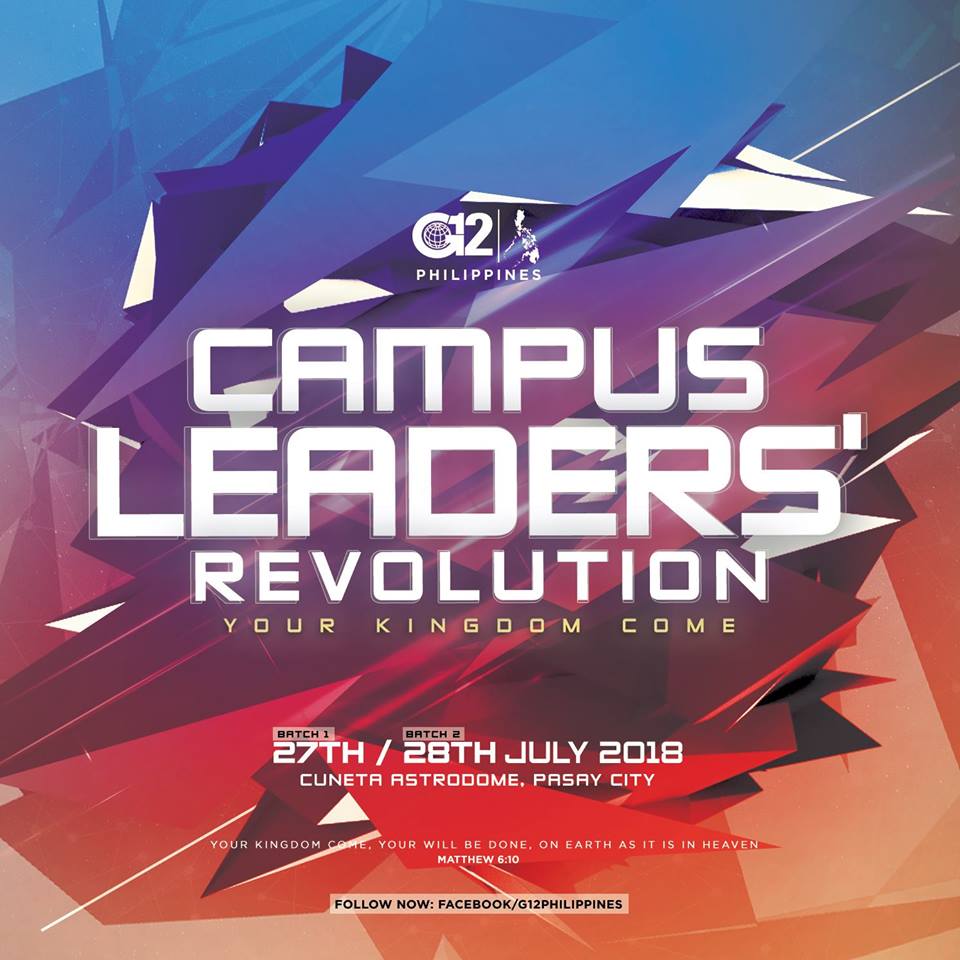 G12
PHILIPPINES
CAMPUS
LEADERS'
REVOLUTION
YOUR KINGDOM COME
BATCH 1 BATCH 2
27TH / 28TH JULY 2018
CUNETA ASTRODOME, PASAY CITY
YOUR KINGDOM COME, YOUR WILL BE DONE, ON EARTH AS IT IS IN HEAVEN
MATTHEW 6:10
FOLLOW NOW: FACEBOOK/G12PHILIPPINES